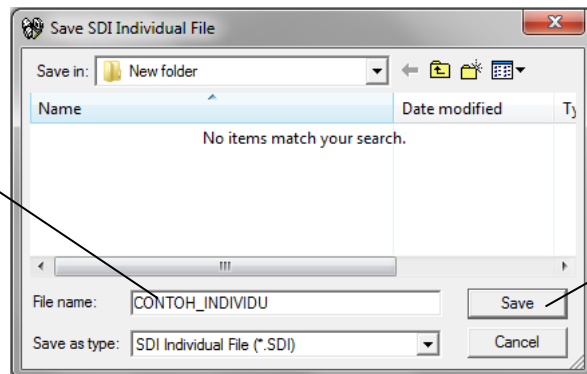 Save SDI Individual File
Save in: New folder
Name Date modified Ty
No items match your search.
File name: CONTOH_INDIVIDU Save
Save as type: SDI Individual File (*.SDI) Cancel